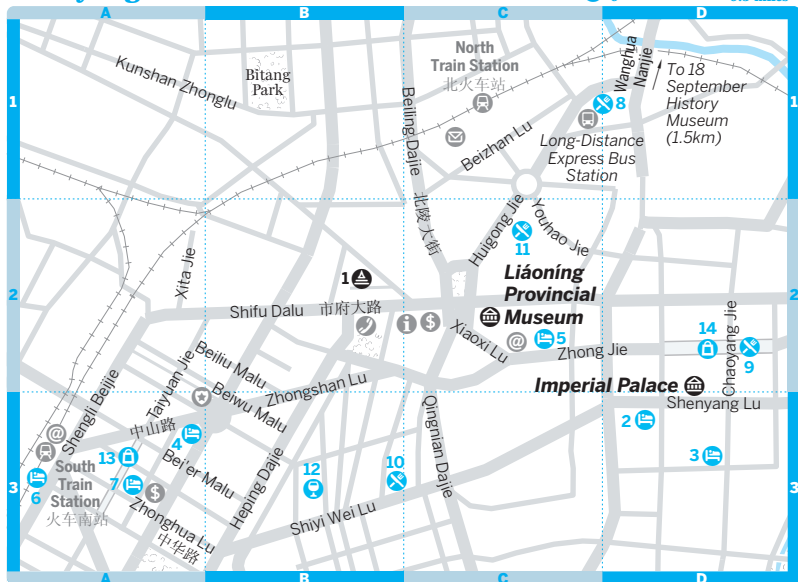 A
B
C
D
1
1
Kunshan Zhonglu
Bitang
Park
Beiling Dajie
北陵大街
North
Train Station
北火车站
Beizhan Lu
Wanghua
Nanjie
8
To 18
September
History
Museum
(1.5km)
Long-Distance
Express Bus
Station
2
2
Xita Jie
1
Huigong Jie
Youhao Jie
11
Liáoníng
Provincial
Museum
Shifu Dalu
市府大路
i
$
Xiaoxi Lu
@
5
Zhong Jie
14
Chaoyang Jie
9
Imperial Palace
Shenyang Lu
Shengli Beijie
Taiyuan Jie
Beiliu Malu
Beiwu Malu
Zhongshan Lu
中山路
3
3
@
South
Train
Station
火车南站
6
13
7
4
$
Bei'er Malu
Zhonghua Lu
中华路
Heping Dajie
12
10
Qingnian Dajie
Shiyi Wei Lu
2
3
A
B
C
D